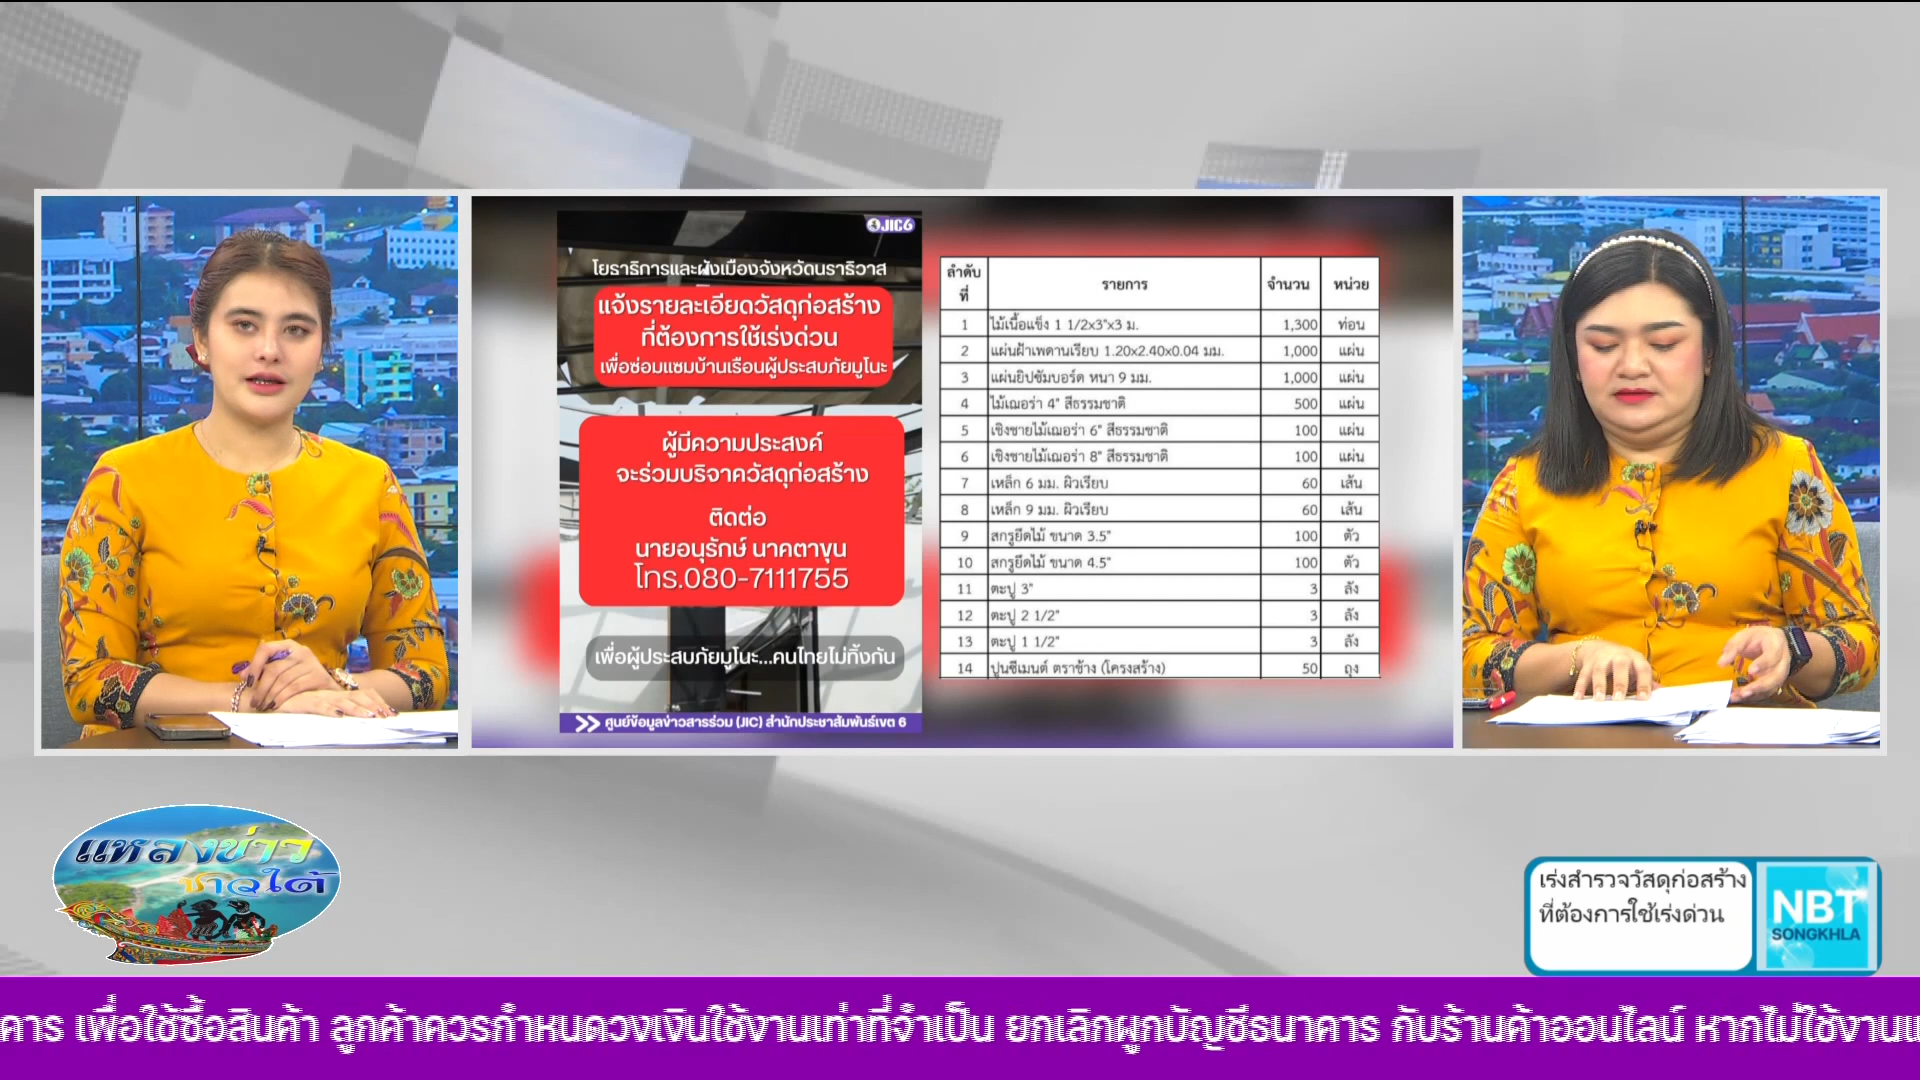 JIC6
โยธาธิการและผังเมืองจังหวัดนราธิวาส
แจ้งรายละเอียดวัสดุก่อสร้าง
ที่ต้องการใช้เร่งด่วน
เพื่อซ่อมแซมบ้านเรือนผู้ประสบภัยมูโนะ
ผู้มีความประสงค์
จะร่วมบริจาควัสดุก่อสร้าง
ติดต่อ
นายอนุรักษ์ นาคตาขุน
โทร.080-7111755
เพื่อผู้ประสบภัยมูโนะ...คนไทยไม่ทิ้งกัน
ศูนย์ข้อมูลข่าวสารร่วม (JIC) สำนักประชาสัมพันธ์เขต 6
ลำดับที่ รายการ จำนวน หน่วย
1 ไม้เนื้อแข็ง 1 1/2x3"x3 ม. 1,300 ท่อน
2 แผ่นฝ้าเพดานเรียบ 1.20x2.40x0.04 มม. 1,000 แผ่น
3 แผ่นยิปซัมบอร์ด หนา 9 มม. 1,000 แผ่น
4 ไม้เฌอร่า 4" สีธรรมชาติ 500 แผ่น
5 เชิงชายไม้เฌอร่า 6" สีธรรมชาติ 100 แผ่น
6 เชิงชายไม้เฌอร่า 8" สีธรรมชาติ 100 แผ่น
7 เหล็ก 6 มม. ผิวเรียบ 60 เส้น
8 เหล็ก 9 มม. ผิวเรียบ 60 เส้น
9 สกรูยึดไม้ ขนาด 3.5" 100 ตัว
10 สกรูยึดไม้ ขนาด 4.5" 100 ตัว
11 ตะปู 3" 3 ลัง
12 ตะปู 2 1/2" 3 ลัง
13 ตะปู 1 1/2" 3 ลัง
14 ปูนซีเมนต์ ตราช้าง (โครงสร้าง) 50 ถุง
แหลงข่าว
ชาวใต้
เร่งสำรวจวัสดุก่อสร้าง
ที่ต้องการใช้เร่งด่วน
NBT
SONGKHLA
คาร เพื่อใช้ซื้อสินค้า ลูกค้าควรกำหนดวงเงินใช้งานเท่าที่จำเป็น ยกเลิกผูกบัญชีธนาคาร กับร้านค้าออนไลน์ หากไม่ใช้งานแ